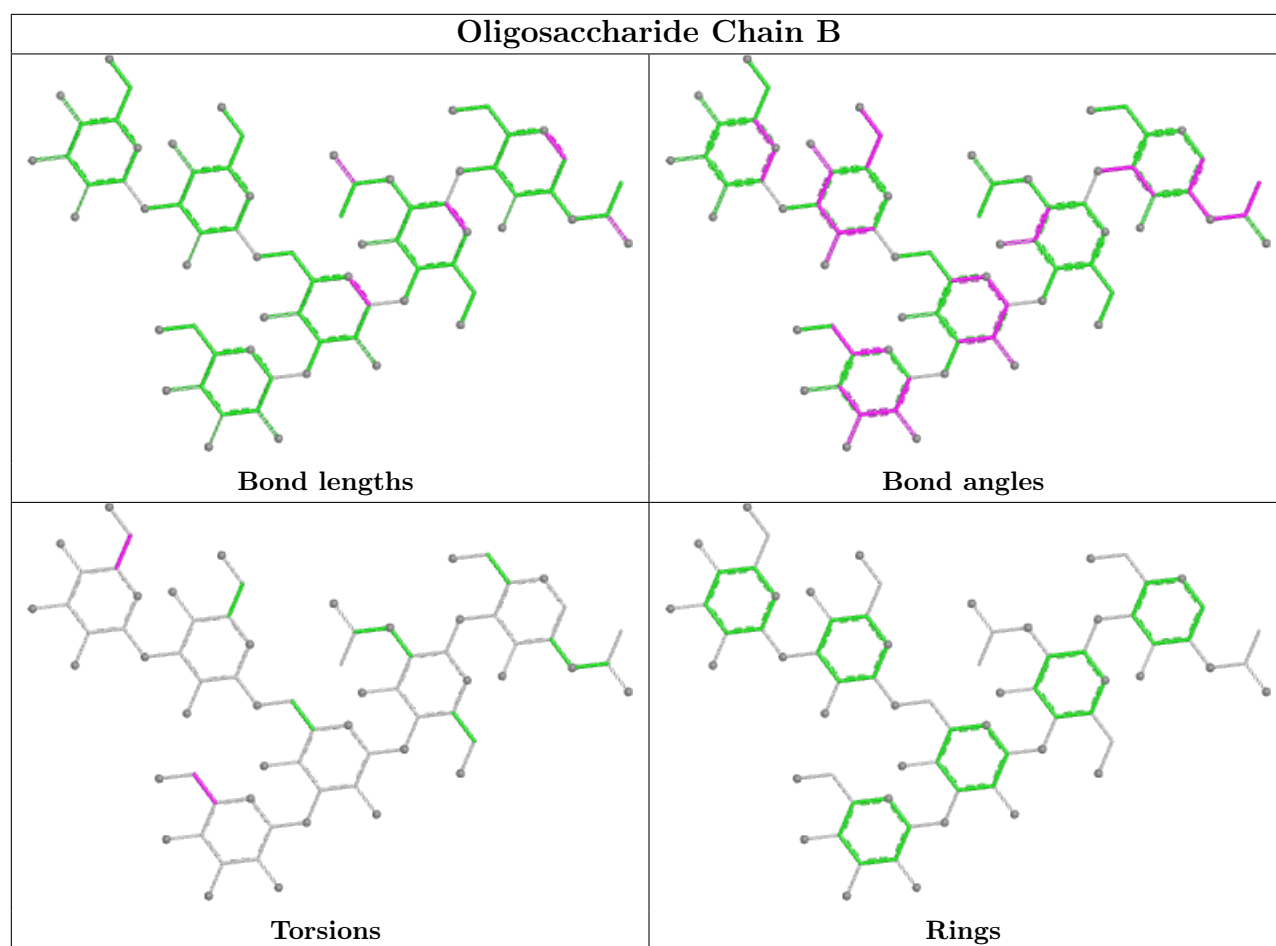 Oligosaccharide Chain B
Bond lengths
Bond angles
Torsions
Rings